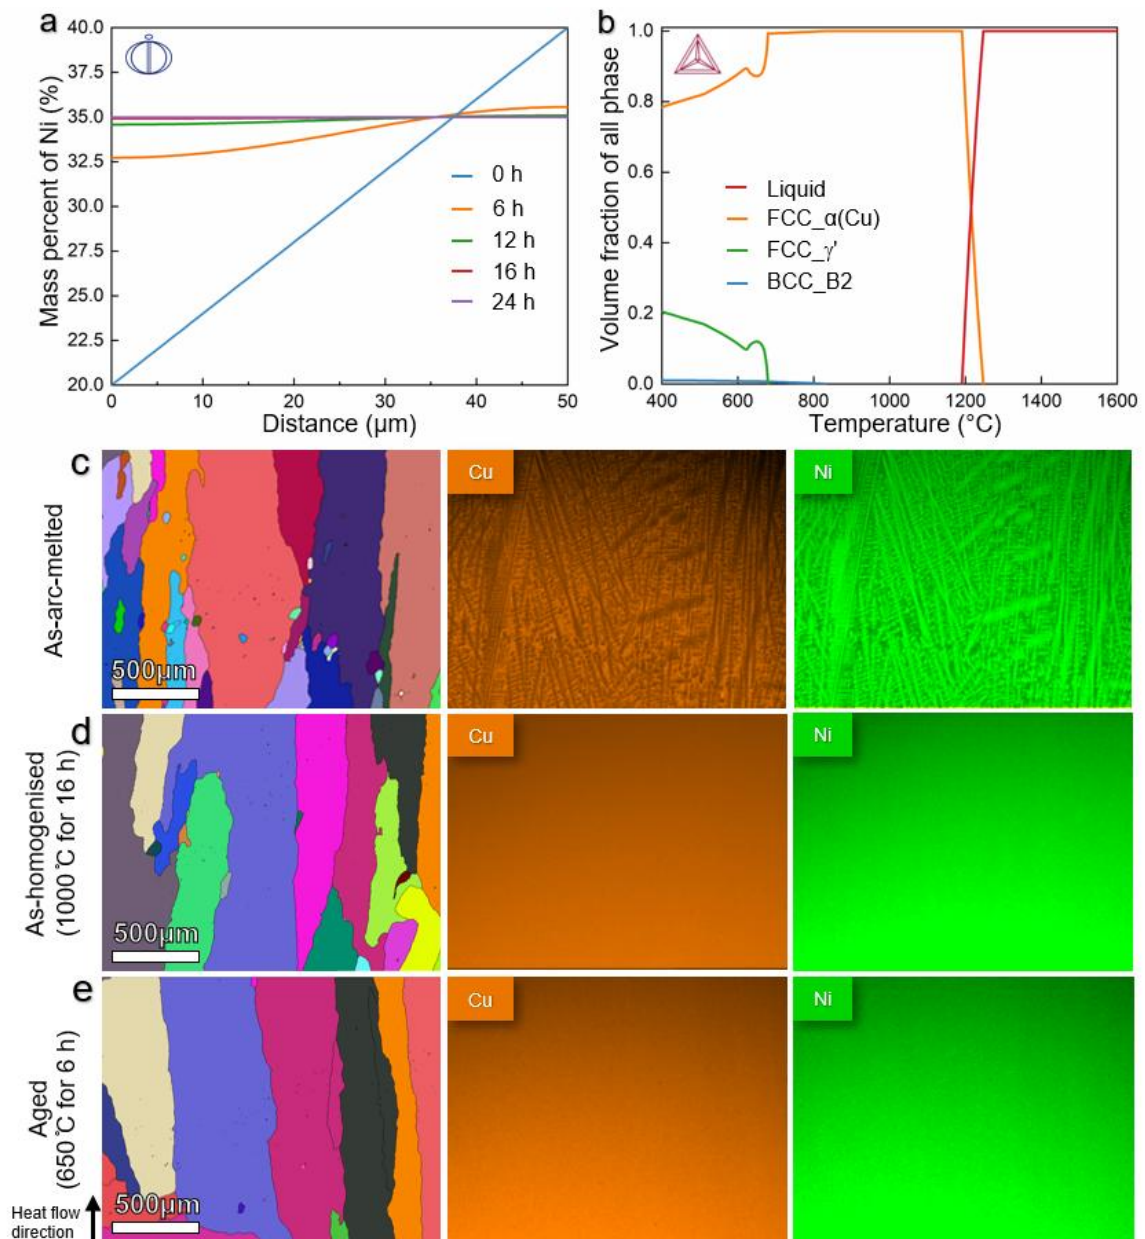 a
Mass percent of Ni (%)
40.0
37.5
35.0
32.5
30.0
27.5
25.0
22.5
20.0
0 h
6 h
12 h
16 h
24 h
0 10 20 30 40 50
Distance (µm)
b
Volume fraction of all phase
1.0
0.8
0.6
0.4
0.2
0.0
Liquid
FCC_α(Cu)
FCC_γ'
BCC_B2
400 600 800 1000 1200 1400 1600
Temperature (°C)
c
As-arc-melted
500µm
Cu
Ni
d
As-homogenised
(1000 °C for 16 h)
500µm
Cu
Ni
e
Aged
(650 °C for 6 h)
500µm
Cu
Ni
Heat flow
direction